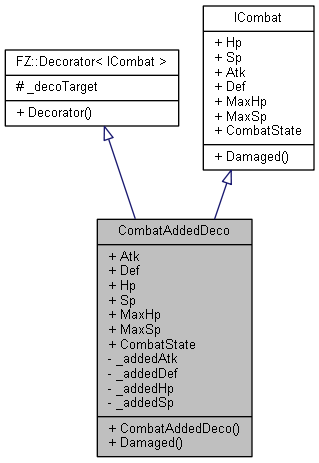 FZ::Decorator< ICombat >
# _decoTarget
+ Decorator()
ICombat
+ Hp
+ Sp
+ Atk
+ Def
+ MaxHp
+ MaxSp
+ CombatState
+ Damaged()
CombatAddedDeco
+ Atk
+ Def
+ Hp
+ Sp
+ MaxHp
+ MaxSp
+ CombatState
- _addedAtk
- _addedDef
- _addedHp
- _addedSp
+ CombatAddedDeco()
+ Damaged()